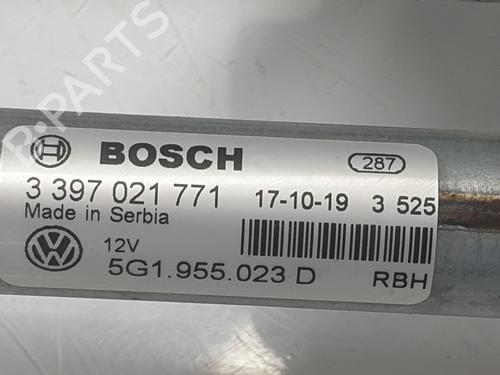 B-PARTS
BOSCH 287
3 397 021 771 17-10-19 3 525
Made in Serbia
12V
5G1.955.023 D RBH